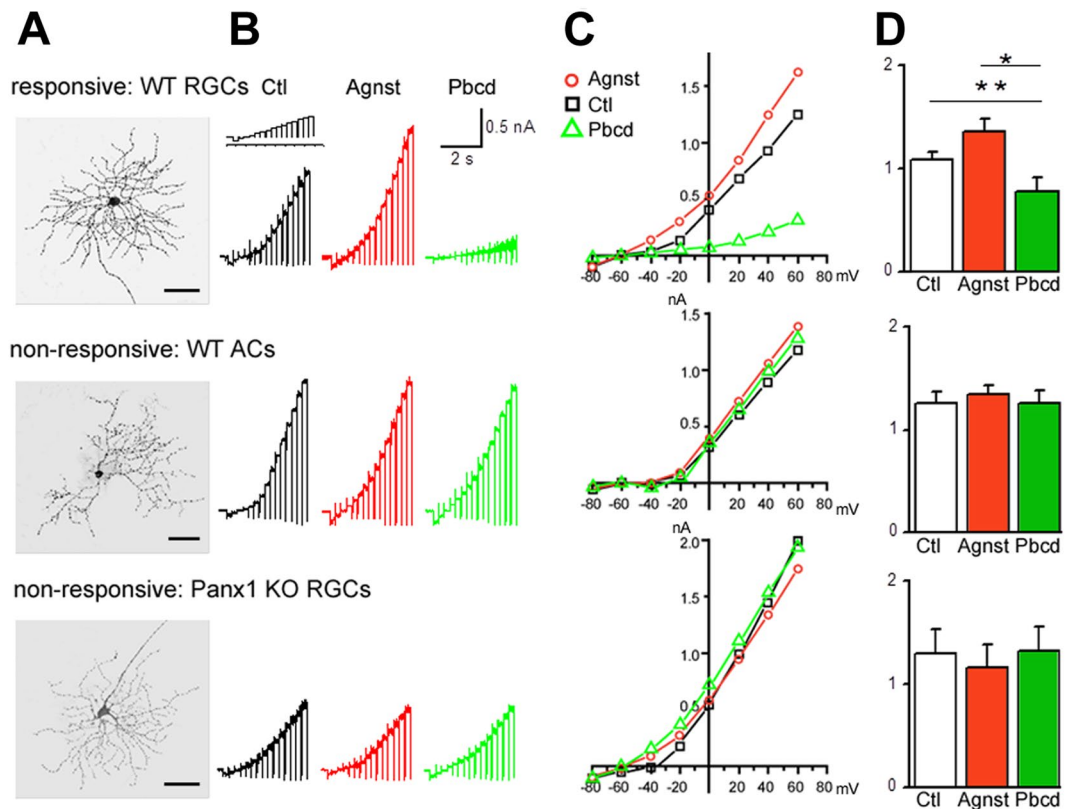 A B C D
responsive: WT RGCs Ctl Agnst Pbcd
0.5 nA
2 s
Agnst
Ctl
Pbcd
1.5
1.0
0.5
-80 -60 -40 -20 20 40 60 mV
* 
* *
2
1
0
Ctl Agnst Pbcd
non-responsive: WT ACs
nA
1.5
1.0
0.5
-80 -60 -40 -20 20 40 60 mV
2
1
0
Ctl Agnst Pbcd
non-responsive: Panx1 KO RGCs
nA
2.0
1.5
1.0
0.5
-80 -60 -40 -20 20 40 60 mV
2
1
0
Ctl Agnst Pbcd